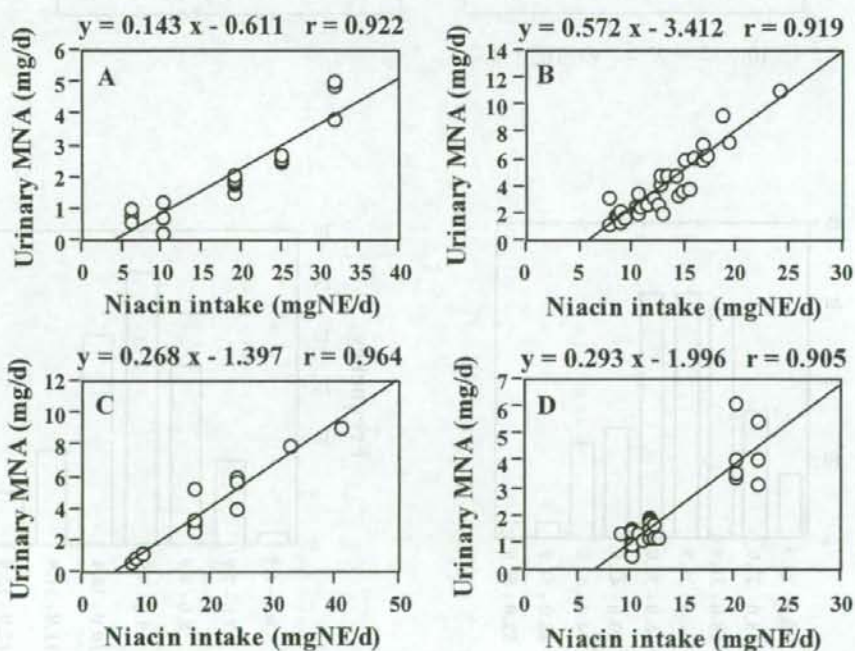 y = 0.143 x - 0.611 r = 0.922
A
Urinary MNA (mg/d)
6
5
4
3
2
1
0
0 10 20 30 40
Niacin intake (mgNE/d)
y = 0.572 x - 3.412 r = 0.919
B
Urinary MNA (mg/d)
14
12
10
8
6
4
2
0
0 5 10 15 20 25 30
Niacin intake (mgNE/d)
y = 0.268 x - 1.397 r = 0.964
C
Urinary MNA (mg/d)
12
10
8
6
4
2
0
0 10 20 30 40 50
Niacin intake (mgNE/d)
y = 0.293 x - 1.996 r = 0.905
D
Urinary MNA (mg/d)
7
6
5
4
3
2
1
0
0 5 10 15 20 25 30
Niacin intake (mgNE/d)